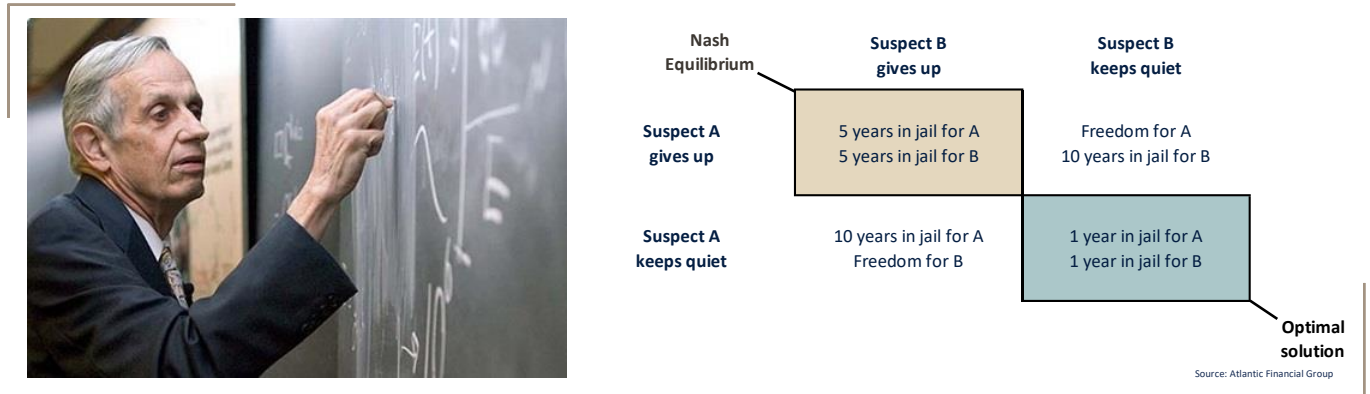 Nash
Equilibrium
Suspect B
gives up
Suspect B
keeps quiet
Suspect A
gives up
5 years in jail for A
5 years in jail for B
Freedom for A
10 years in jail for B
Suspect A
keeps quiet
10 years in jail for A
Freedom for B
1 year in jail for A
1 year in jail for B
Optimal
solution
Source: Atlantic Financial Group